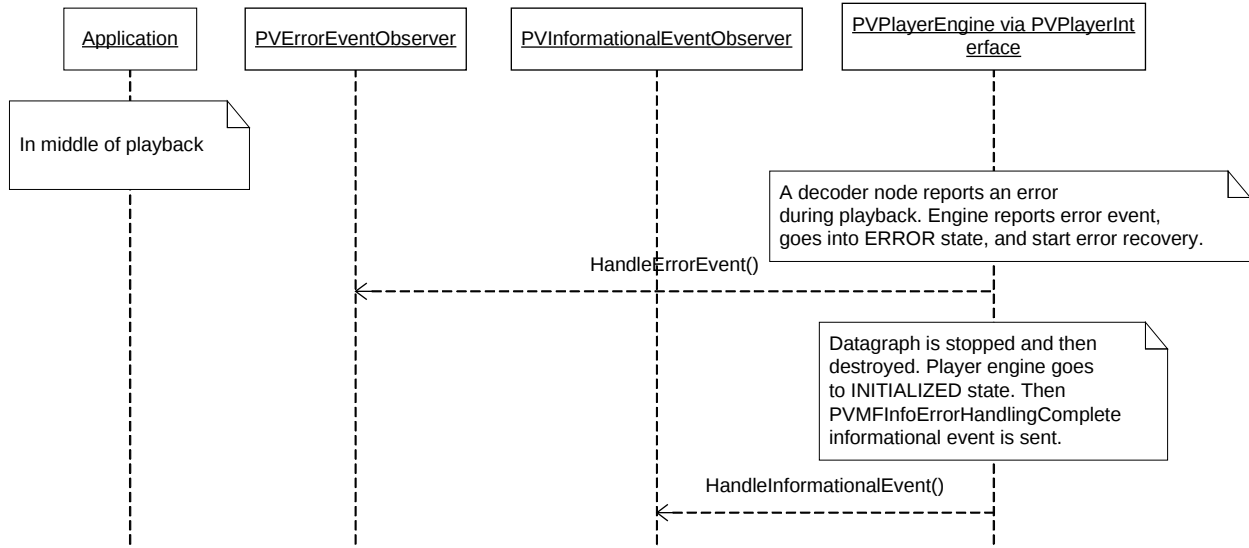 Application
PVErrorEventObserver
PVInformationalEventObserver
PVPlayerEngine via PVPlayerInt
erface
In middle of playback
A decoder node reports an error
during playback. Engine reports error event,
goes into ERROR state, and start error recovery.
HandleErrorEvent()
Datagraph is stopped and then
destroyed. Player engine goes
to INITIALIZED state. Then
PVMFInfoErrorHandlingComplete
informational event is sent.
HandleInformationalEvent()